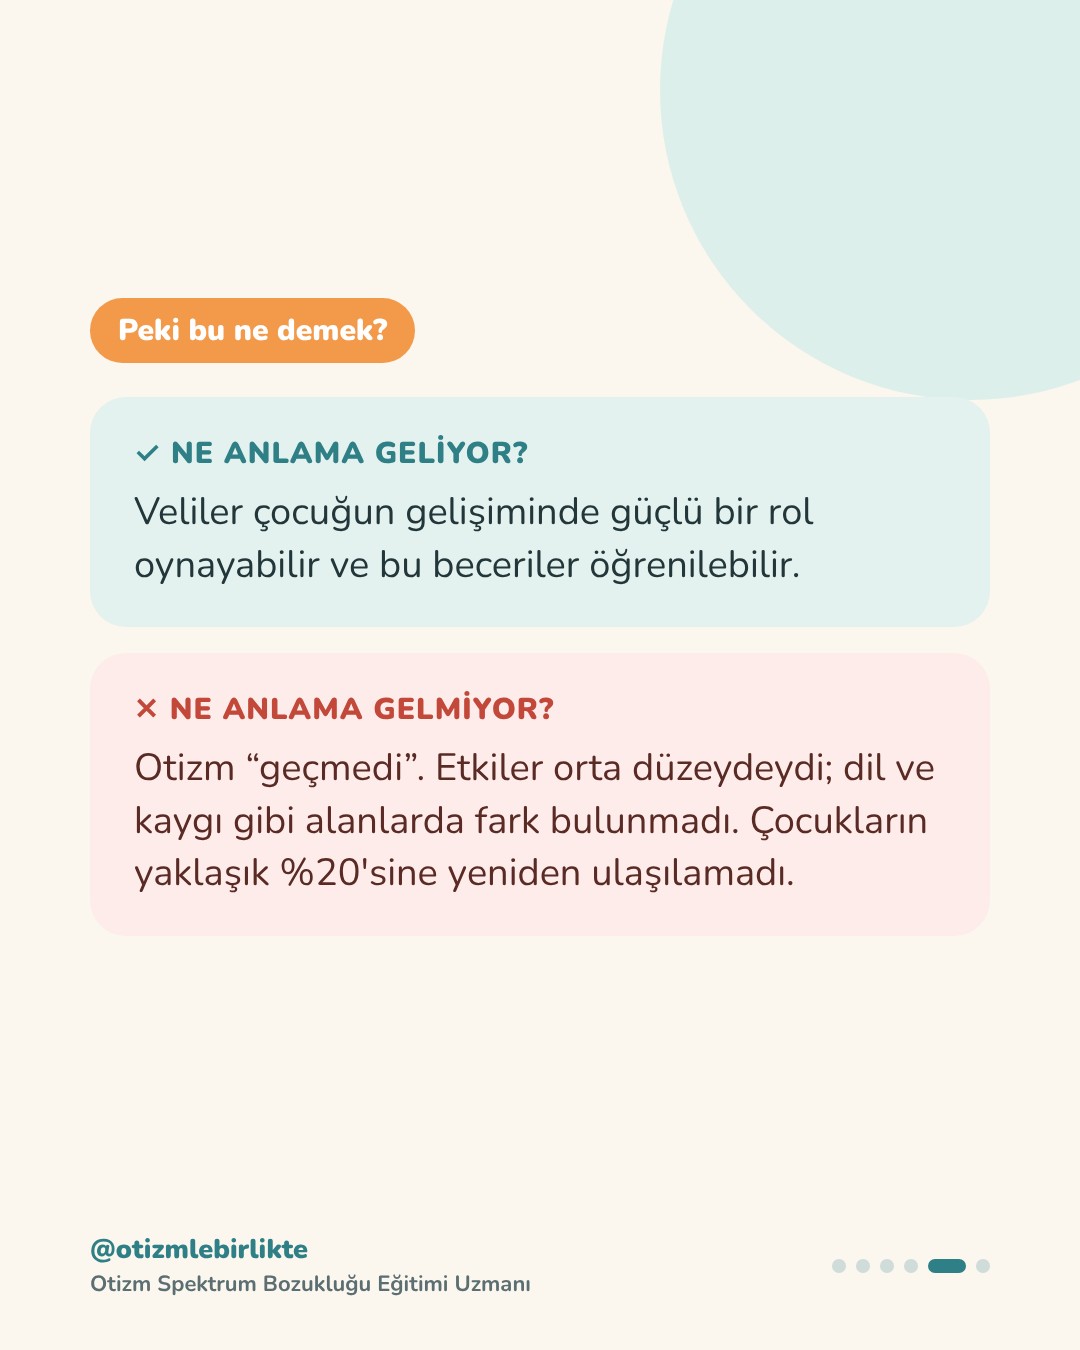 Peki bu ne demek?
✓ NE ANLAMA GELİYOR?
Veliler çocuğun gelişiminde güçlü bir rol
oynayabilir ve bu beceriler öğrenilebilir.
✕ NE ANLAMA GELMİYOR?
Otizm “geçmedi”. Etkiler orta düzeydeydi; dil ve
kaygı gibi alanlarda fark bulunmadı. Çocukların
yaklaşık %20'sine yeniden ulaşılamadı.
@otizmlebirlikte
Otizm Spektrum Bozukluğu Eğitimi Uzmanı